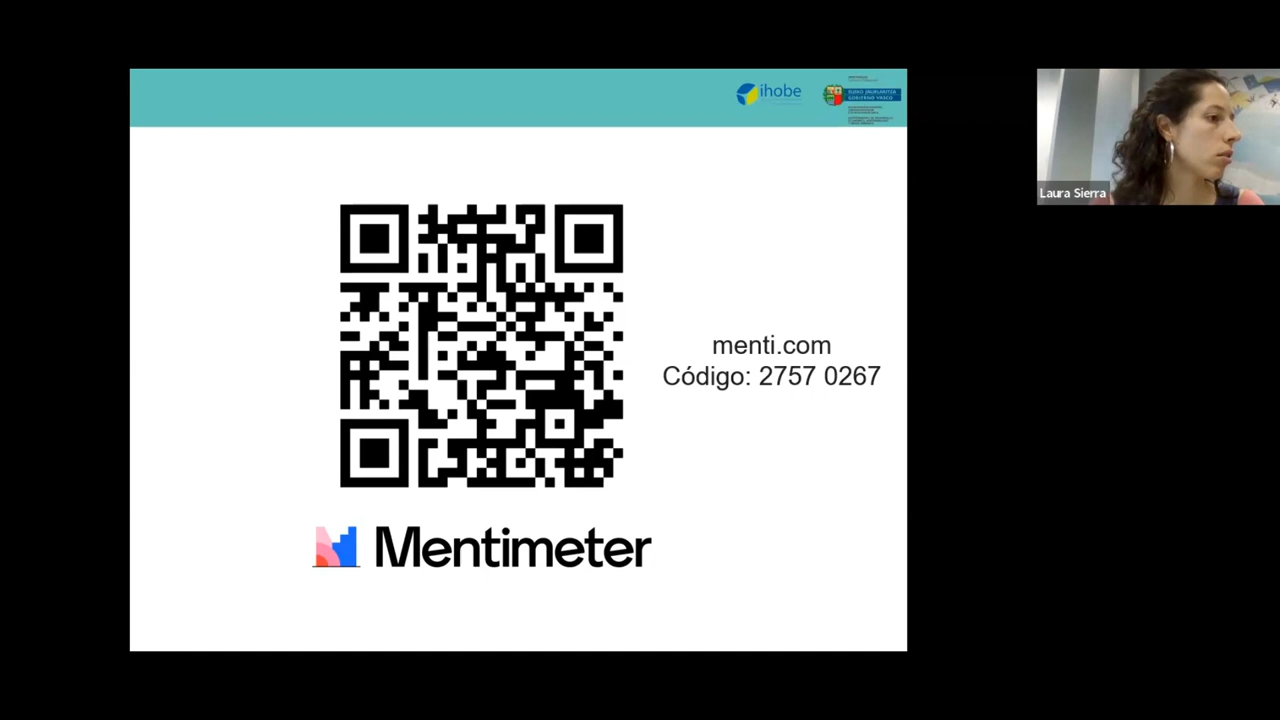 ihobe
EUSKO JAURLARITZA
GOBIERNO VASCO
Laura Sierra
menti.com
Código: 2757 0267
Mentimeter